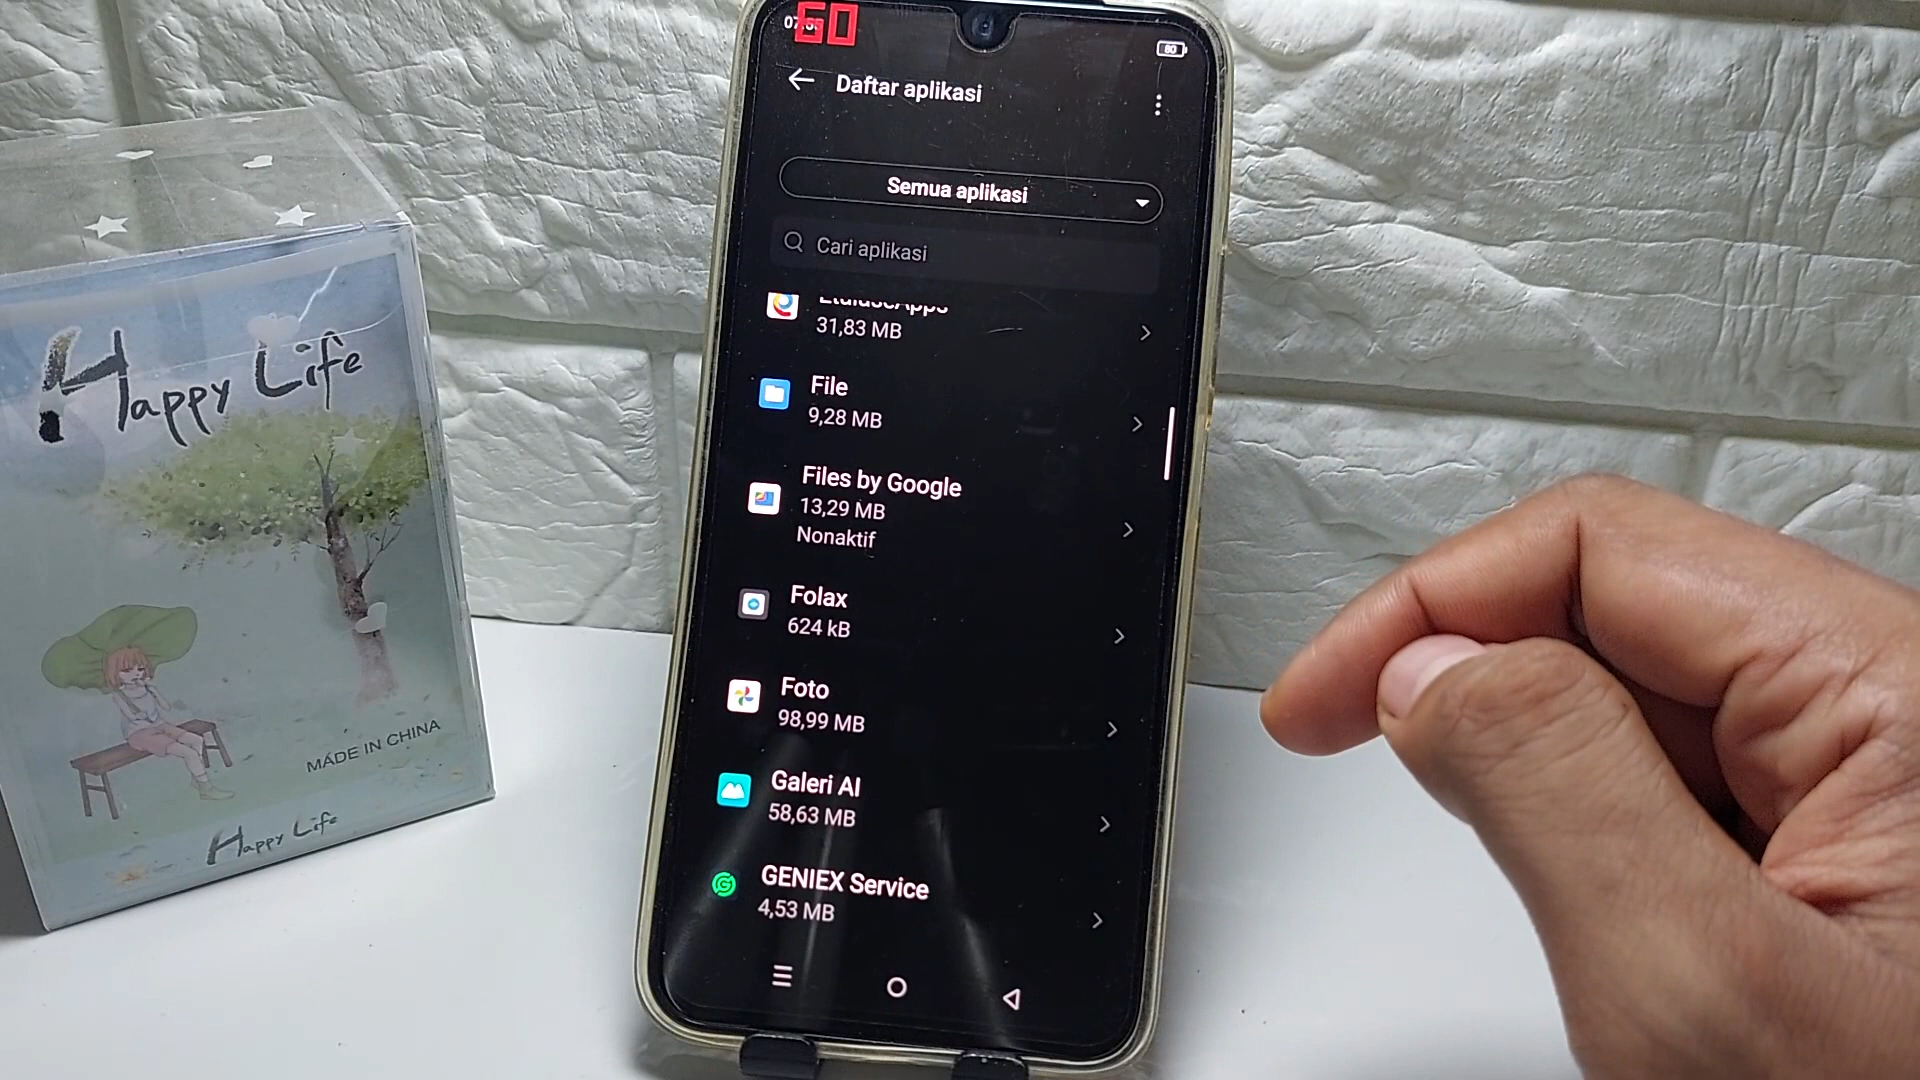 60
80
Daftar aplikasi
Semua aplikasi
Cari aplikasi
31,83 MB
File
9,28 MB
Files by Google
13,29 MB
Nonaktif
Folax
624 kB
Foto
98,99 MB
Galeri AI
58,63 MB
GENIEX Service
4,53 MB
Happy Life
MADE IN CHINA
Happy Life